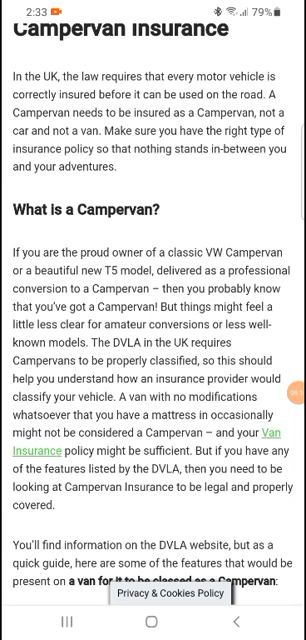 2:33 79%
Campervan Insurance
In the UK, the law requires that every motor vehicle is
correctly insured before it can be used on the road. A
Campervan needs to be insured as a Campervan, not a
car and not a van. Make sure you have the right type of
insurance policy so that nothing stands in-between you
and your adventures.
What is a Campervan?
If you are the proud owner of a classic VW Campervan
or a beautiful new T5 model, delivered as a professional
conversion to a Campervan – then you probably know
that you've got a Campervan! But things might feel a
little less clear for amateur conversions or less well-
known models. The DVLA in the UK requires
Campervans to be properly classified, so this should
help you understand how an insurance provider would
classify your vehicle. A van with no modifications
whatsoever that you have a mattress in occasionally
might not be considered a Campervan – and your Van
Insurance policy might be sufficient. But if you have any
of the features listed by the DVLA, then you need to be
looking at Campervan Insurance to be legal and properly
covered.
You'll find information on the DVLA website, but as a
quick guide, here are some of the features that would be
present on a van for it to be classed as a Campervan:
Privacy & Cookies Policy